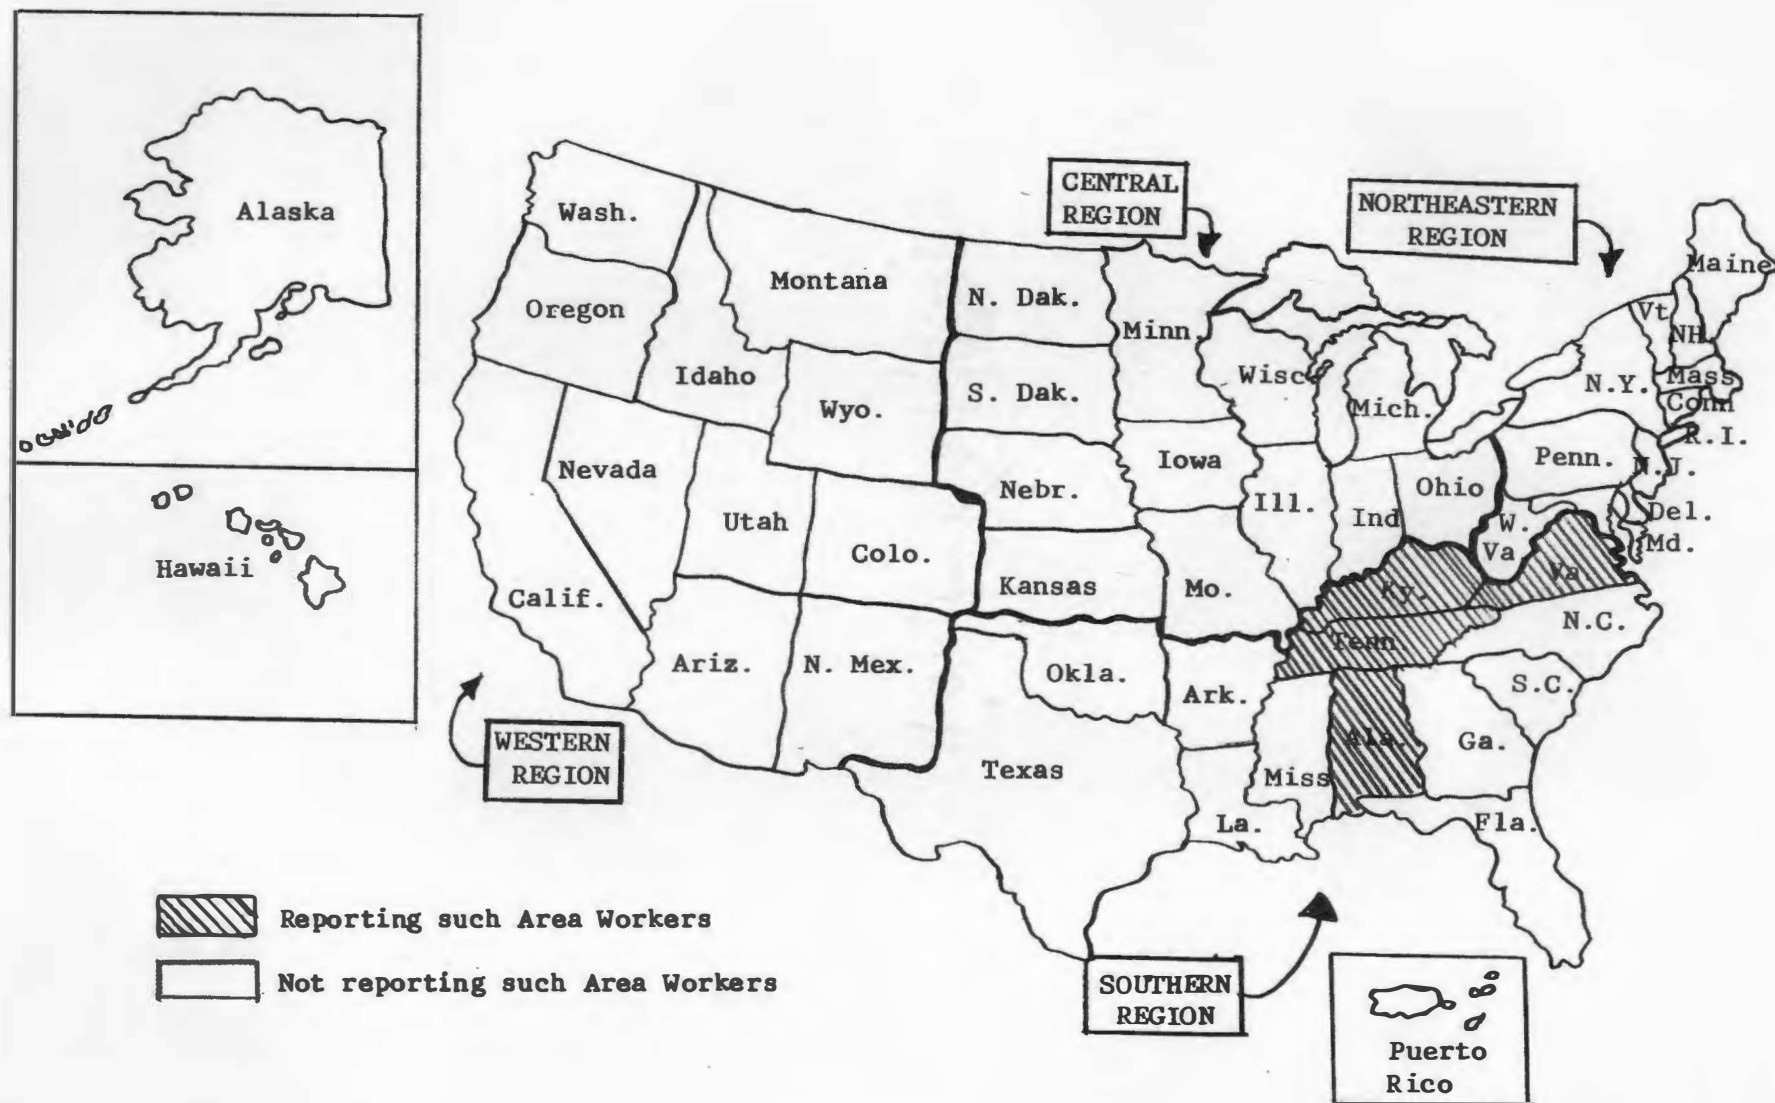 Alaska
Hawaii
CENTRAL
REGION
NORTHEASTERN
REGION
Wash.
Oregon
Montana
Idaho
Wyo.
Nevada
Utah
Colo.
Calif.
Ariz.
N. Mex.
N. Dak.
S. Dak.
Nebr.
Kansas
Okla.
Texas
Minn.
Iowa
Mo.
Ark.
La.
Wisc
Ill.
Mich.
Ind
Ohio
Ky.
Tenn
Miss
Ala.
Ga.
Fla.
S.C.
N.C.
Va.
W.
Va
Penn.
N.Y.
Vt
NH
Maine
Mass
Conn
R.I.
N.J.
Del.
Md.
WESTERN
REGION
SOUTHERN
REGION
Puerto
Rico
Reporting such Area Workers
Not reporting such Area Workers